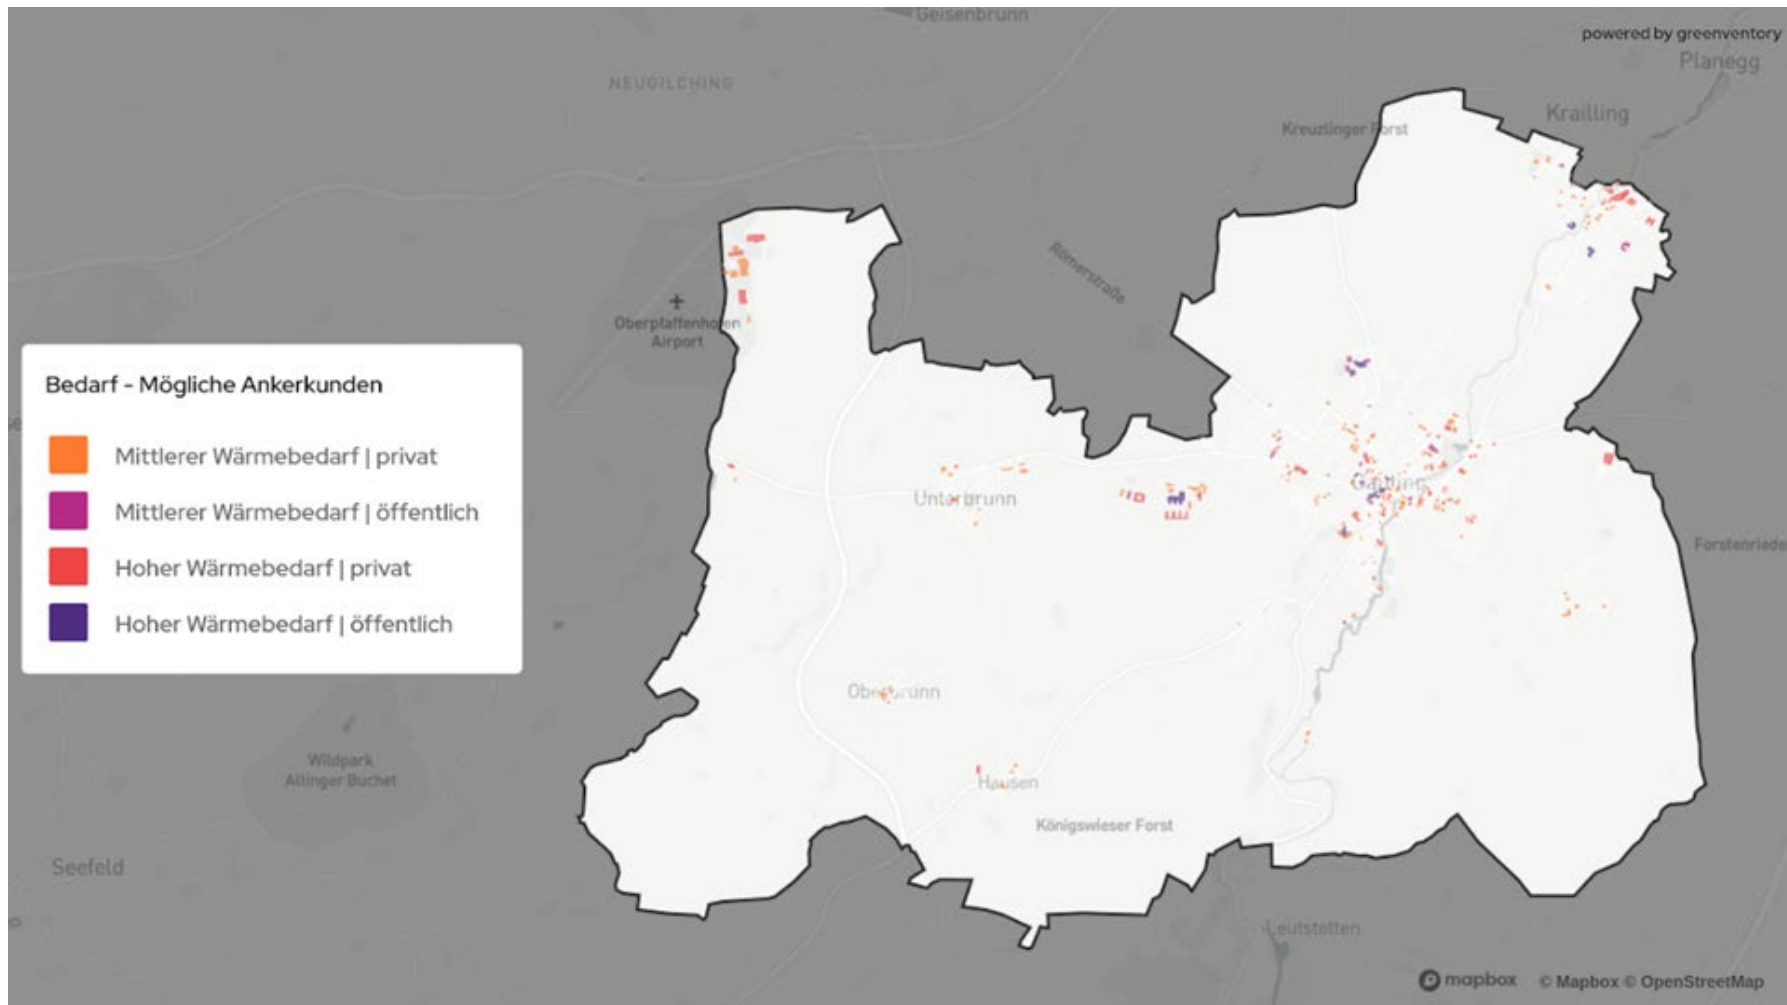 Geisenbrunn
powered by greenventory
Planegg
NEUGILCHING
Krailling
Kreuzlinger Forst
Römerstraße
Oberpfaffenhofen
Airport
Bedarf - Mögliche Ankerkunden
Mittlerer Wärmebedarf | privat
Mittlerer Wärmebedarf | öffentlich
Hoher Wärmebedarf | privat
Hoher Wärmebedarf | öffentlich
Unterbrunn
Gauting
Forstenriede
Oberbrunn
Wildpark
Altinger Buchet
Hausen
Königswieser Forst
Seefeld
Leutstetten
mapbox © Mapbox © OpenStreetMap